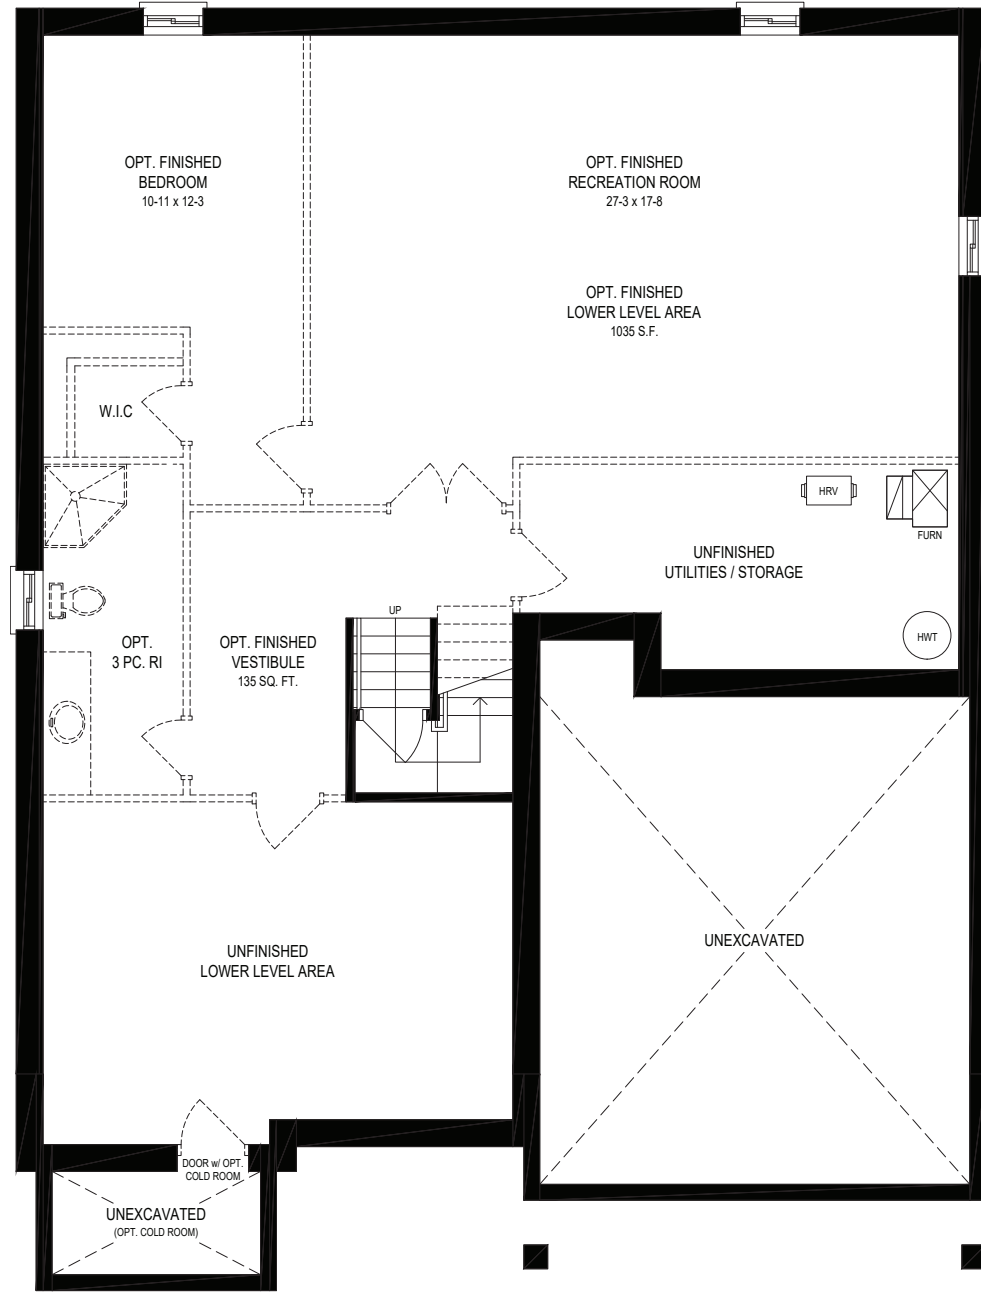 OPT. FINISHED
BEDROOM
10-11 x 12-3
OPT. FINISHED
RECREATION ROOM
27-3 x 17-8
OPT. FINISHED
LOWER LEVEL AREA
1035 S.F.
W.I.C
HRV
FURN
UNFINISHED
UTILITIES / STORAGE
HWT
UP
OPT.
3 PC. RI
OPT. FINISHED
VESTIBULE
135 SQ. FT.
UNEXCAVATED
UNFINISHED
LOWER LEVEL AREA
DOOR w/ OPT.
COLD ROOM
UNEXCAVATED
(OPT. COLD ROOM)